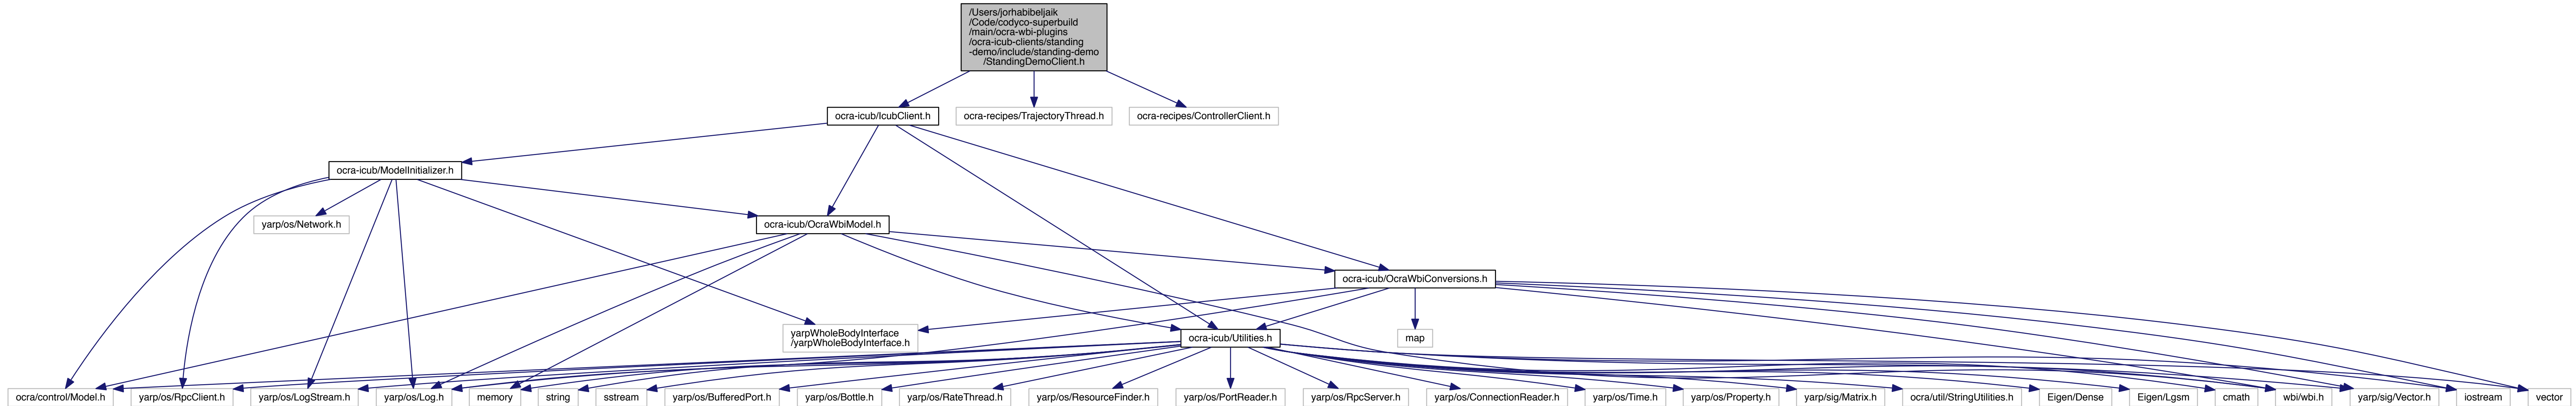 /Users/jorhabibeljaik
/Code/codyco-superbuild
/main/ocra-wbi-plugins
/ocra-icub-clients/standing
-demo/include/standing-demo
/StandingDemoClient.h
ocra-icub/IcubClient.h
ocra-recipes/TrajectoryThread.h
ocra-recipes/ControllerClient.h
ocra-icub/ModelInitializer.h
yarp/os/Network.h
ocra-icub/OcraWbiModel.h
ocra-icub/OcraWbiConversions.h
yarpWholeBodyInterface
/yarpWholeBodyInterface.h
ocra-icub/Utilities.h
map
ocra/control/Model.h
yarp/os/RpcClient.h
yarp/os/LogStream.h
yarp/os/Log.h
memory
string
sstream
yarp/os/BufferedPort.h
yarp/os/Bottle.h
yarp/os/RateThread.h
yarp/os/ResourceFinder.h
yarp/os/PortReader.h
yarp/os/RpcServer.h
yarp/os/ConnectionReader.h
yarp/os/Time.h
yarp/os/Property.h
yarp/sig/Matrix.h
ocra/util/StringUtilities.h
Eigen/Dense
Eigen/Lgsm
cmath
wbi/wbi.h
yarp/sig/Vector.h
iostream
vector